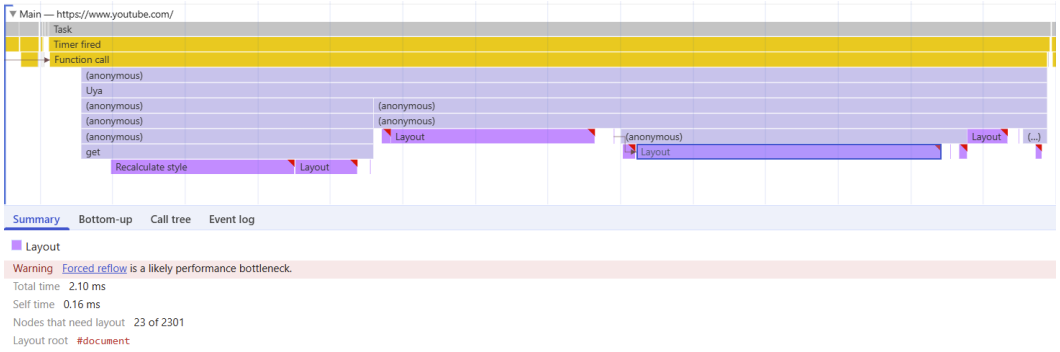 Main — https://www.youtube.com/
Task
Timer fired
Function call
(anonymous)
Uya
(anonymous) (anonymous)
(anonymous) (anonymous)
(anonymous) Layout (anonymous) Layout (...)
get Layout
Recalculate style Layout
Summary Bottom-up Call tree Event log
Layout
Warning Forced reflow is a likely performance bottleneck.
Total time 2.10 ms
Self time 0.16 ms
Nodes that need layout 23 of 2301
Layout root #document